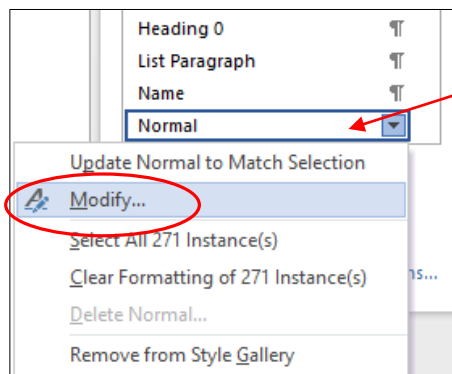 Heading 0 ¶
List Paragraph ¶
Name ¶
Normal
Update Normal to Match Selection
Modify...
Select All 271 Instance(s)
Clear Formatting of 271 Instance(s)
Delete Normal...
Remove from Style Gallery